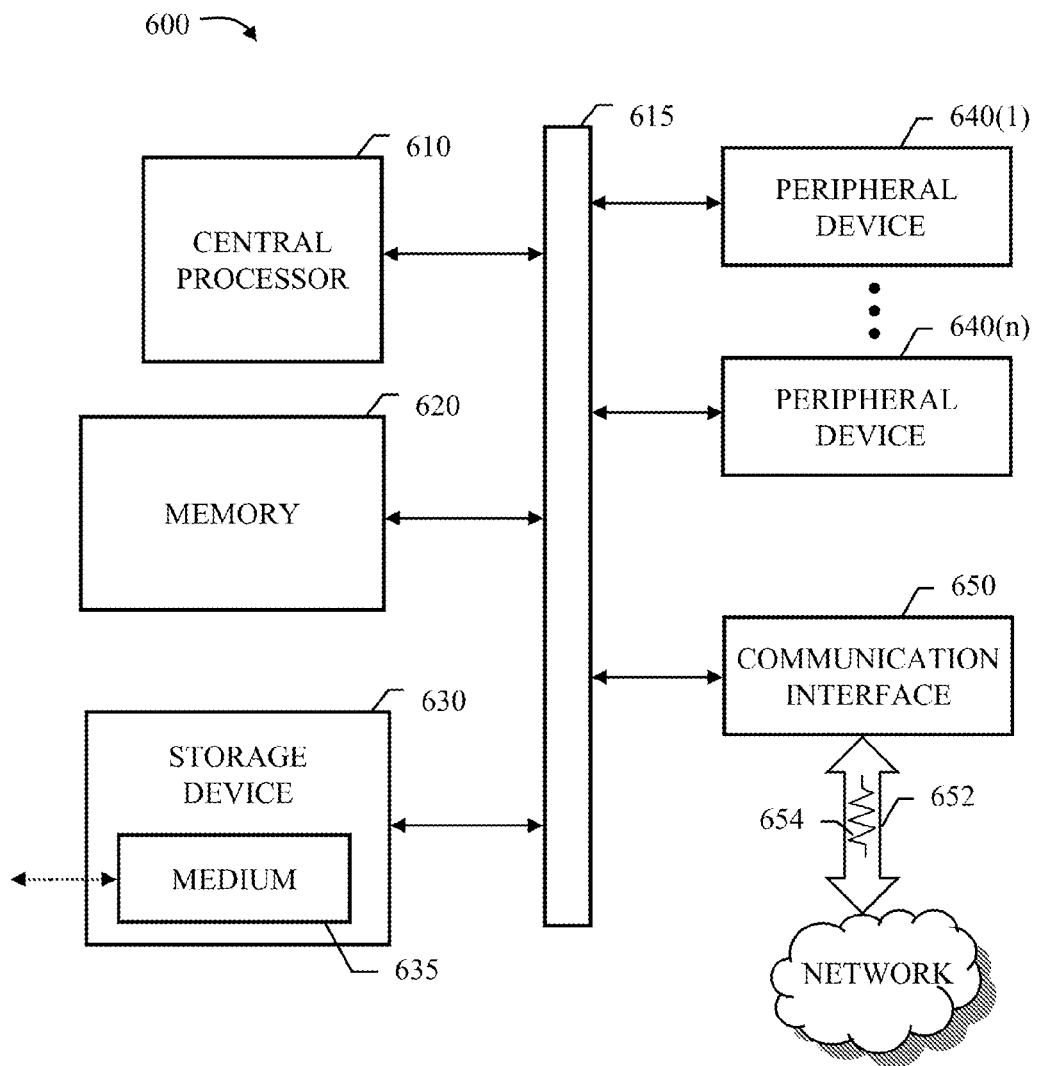 600
615
640(1)
610
PERIPHERAL
DEVICE
CENTRAL
PROCESSOR
640(n)
620
PERIPHERAL
DEVICE
MEMORY
650
COMMUNICATION
INTERFACE
630
STORAGE
DEVICE
654
652
MEDIUM
635
NETWORK